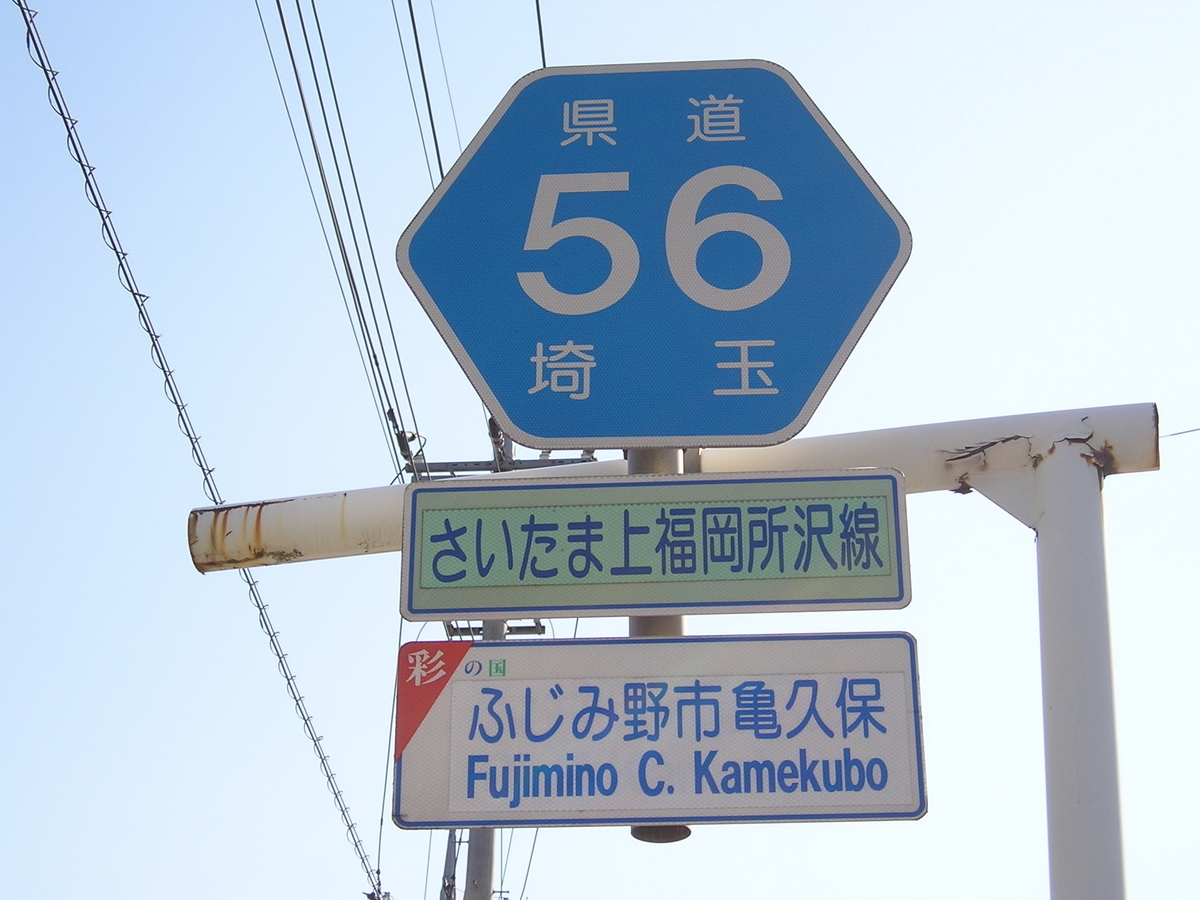 県道
56
埼玉
さいたま上福岡所沢線
彩の国
ふじみ野市亀久保
Fujimino C. Kamekubo